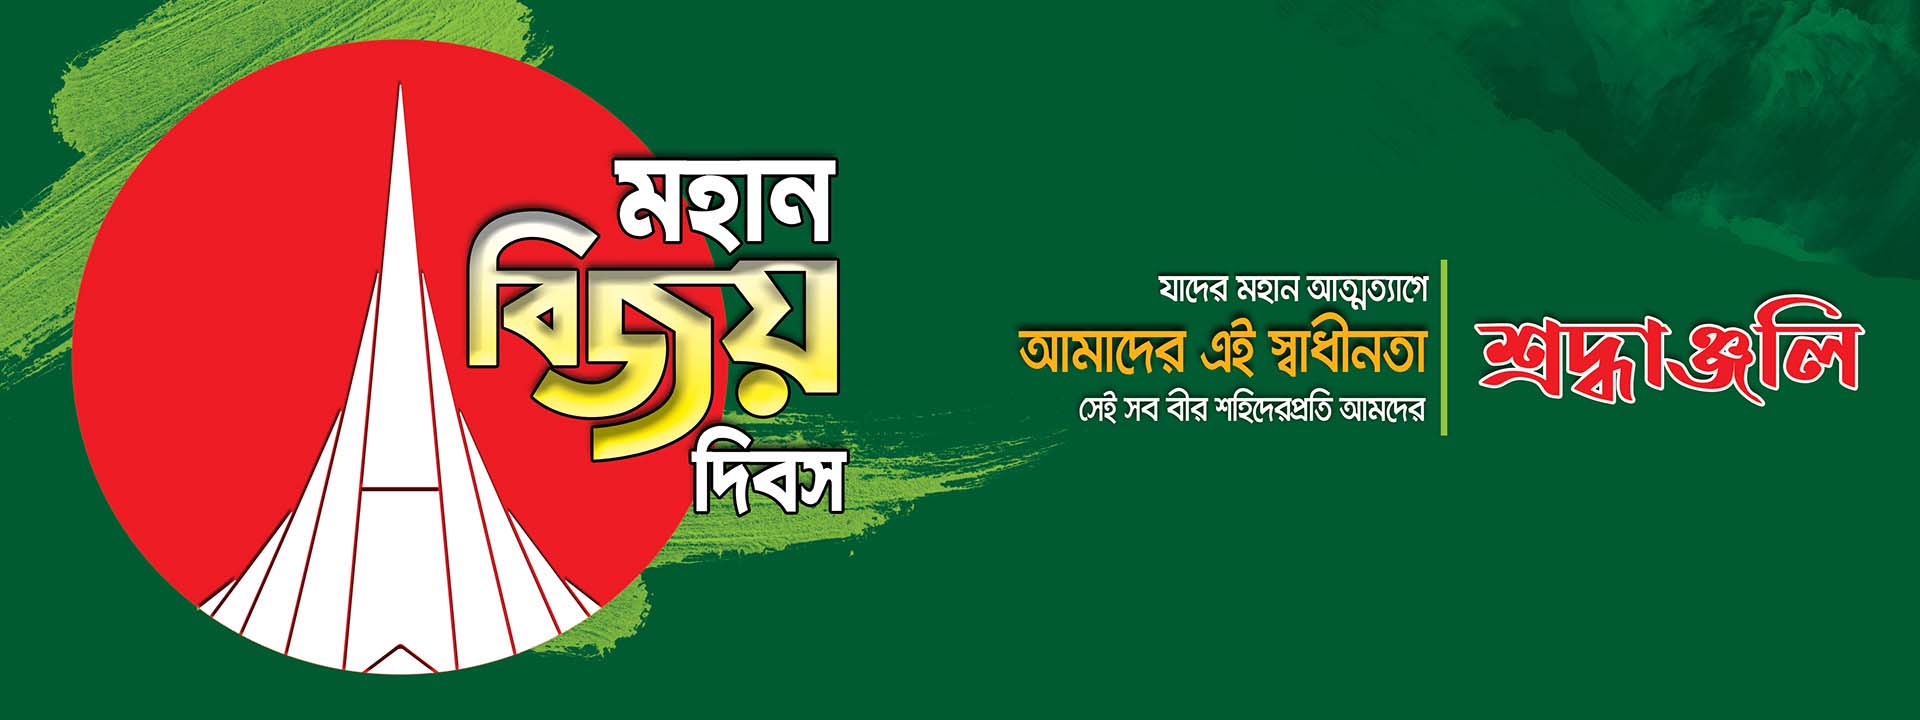 মহান
বিজয়
দিবস
যাদের মহান আত্মত্যাগে
আমাদের এই স্বাধীনতা
সেই সব বীর শহিদেরপ্রতি আমদের
শ্রদ্ধাঞ্জলি